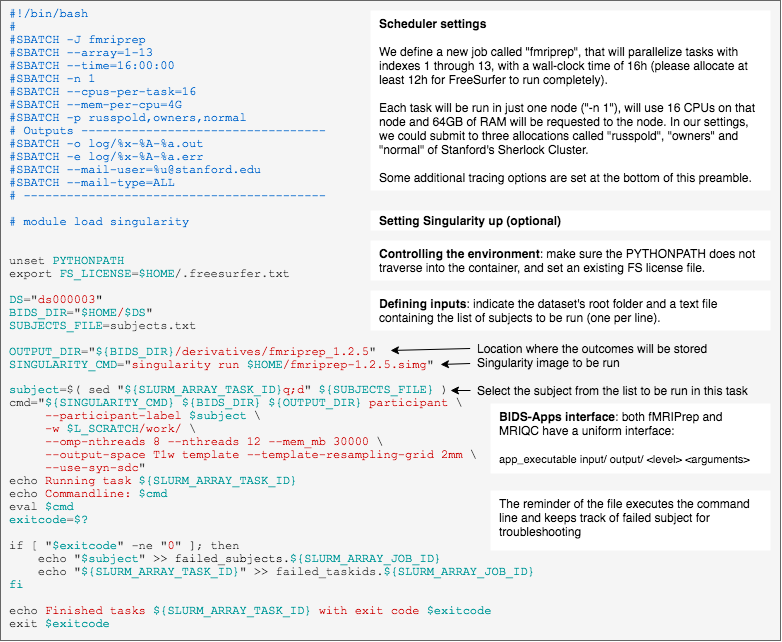 #!/bin/bash
#
#SBATCH -J fmriprep
#SBATCH --array=1-13
#SBATCH --time=16:00:00
#SBATCH -n 1
#SBATCH --cpus-per-task=16
#SBATCH --mem-per-cpu=4G
#SBATCH -p russpold,owners,normal
# Outputs ----------------------------------
#SBATCH -o log/%x-%A-%a.out
#SBATCH -e log/%x-%A-%a.err
#SBATCH --mail-user=%u@stanford.edu
#SBATCH --mail-type=ALL
# ------------------------------------------
Scheduler settings
We define a new job called "fmriprep", that will parallelize tasks with
indexes 1 through 13, with a wall-clock time of 16h (please allocate at
least 12h for FreeSurfer to run completely).
Each task will be run in just one node ("-n 1"), will use 16 CPUs on that
node and 64GB of RAM will be requested to the node. In our settings,
we could submit to three allocations called "russpold", "owners" and
"normal" of Stanford's Sherlock Cluster.
Some additional tracing options are set at the bottom of this preamble.
# module load singularity
Setting Singularity up (optional)
unset PYTHONPATH
export FS_LICENSE=$HOME/.freesurfer.txt
Controlling the environment: make sure the PYTHONPATH does not
traverse into the container, and set an existing FS license file.
DS="ds000003"
BIDS_DIR="$HOME/$DS"
SUBJECTS_FILE=subjects.txt
Defining inputs: indicate the dataset's root folder and a text file
containing the list of subjects to be run (one per line).
OUTPUT_DIR="${BIDS_DIR}/derivatives/fmriprep_1.2.5"
Location where the outcomes will be stored
SINGULARITY_CMD="singularity run $HOME/fmriprep-1.2.5.simg"
Singularity image to be run
subject=$( sed "${SLURM_ARRAY_TASK_ID}q;d" ${SUBJECTS_FILE} )
Select the subject from the list to be run in this task
cmd="${SINGULARITY_CMD} ${BIDS_DIR} ${OUTPUT_DIR} participant \
--participant-label $subject \
-w $L_SCRATCH/work/ \
--omp-nthreads 8 --nthreads 12 --mem_mb 30000 \
--output-space T1w template --template-resampling-grid 2mm \
--use-syn-sdc"
BIDS-Apps interface: both fMRIPrep and
MRIQC have a uniform interface:
app_executable input/ output/ <level> <arguments>
echo Running task ${SLURM_ARRAY_TASK_ID}
echo Commandline: $cmd
eval $cmd
exitcode=$?
The reminder of the file executes the command
line and keeps track of failed subject for
troubleshooting
if [ "$exitcode" -ne "0" ]; then
echo "$subject" >> failed_subjects.${SLURM_ARRAY_JOB_ID}
echo "${SLURM_ARRAY_TASK_ID}" >> failed_taskids.${SLURM_ARRAY_JOB_ID}
fi
echo Finished tasks ${SLURM_ARRAY_TASK_ID} with exit code $exitcode
exit $exitcode